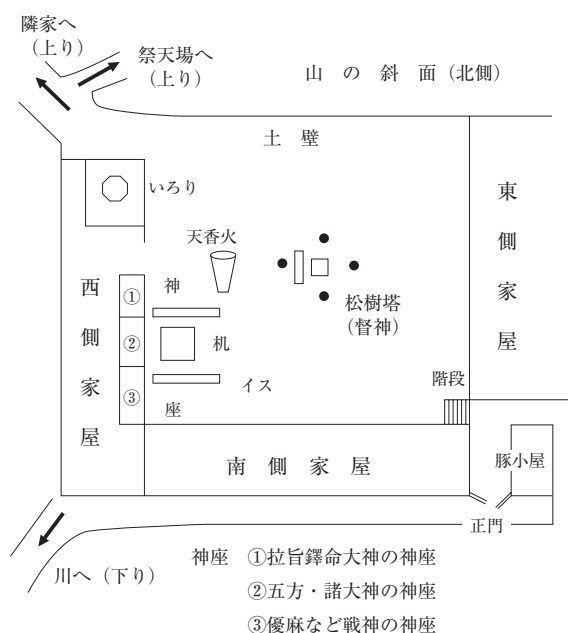 隣家へ
（上り）
祭天場へ
（上り）
山の斜面（北側）
土壁
いろり
東側家屋
天香火
神
①
松樹塔
（督神）
西側家屋
②
机
イス
階段
③
座
南側家屋
豚小屋
正門
川へ（下り）
神座　①拉旨鐸命大神の神座
②五方・諸大神の神座
③優麻など戦神の神座